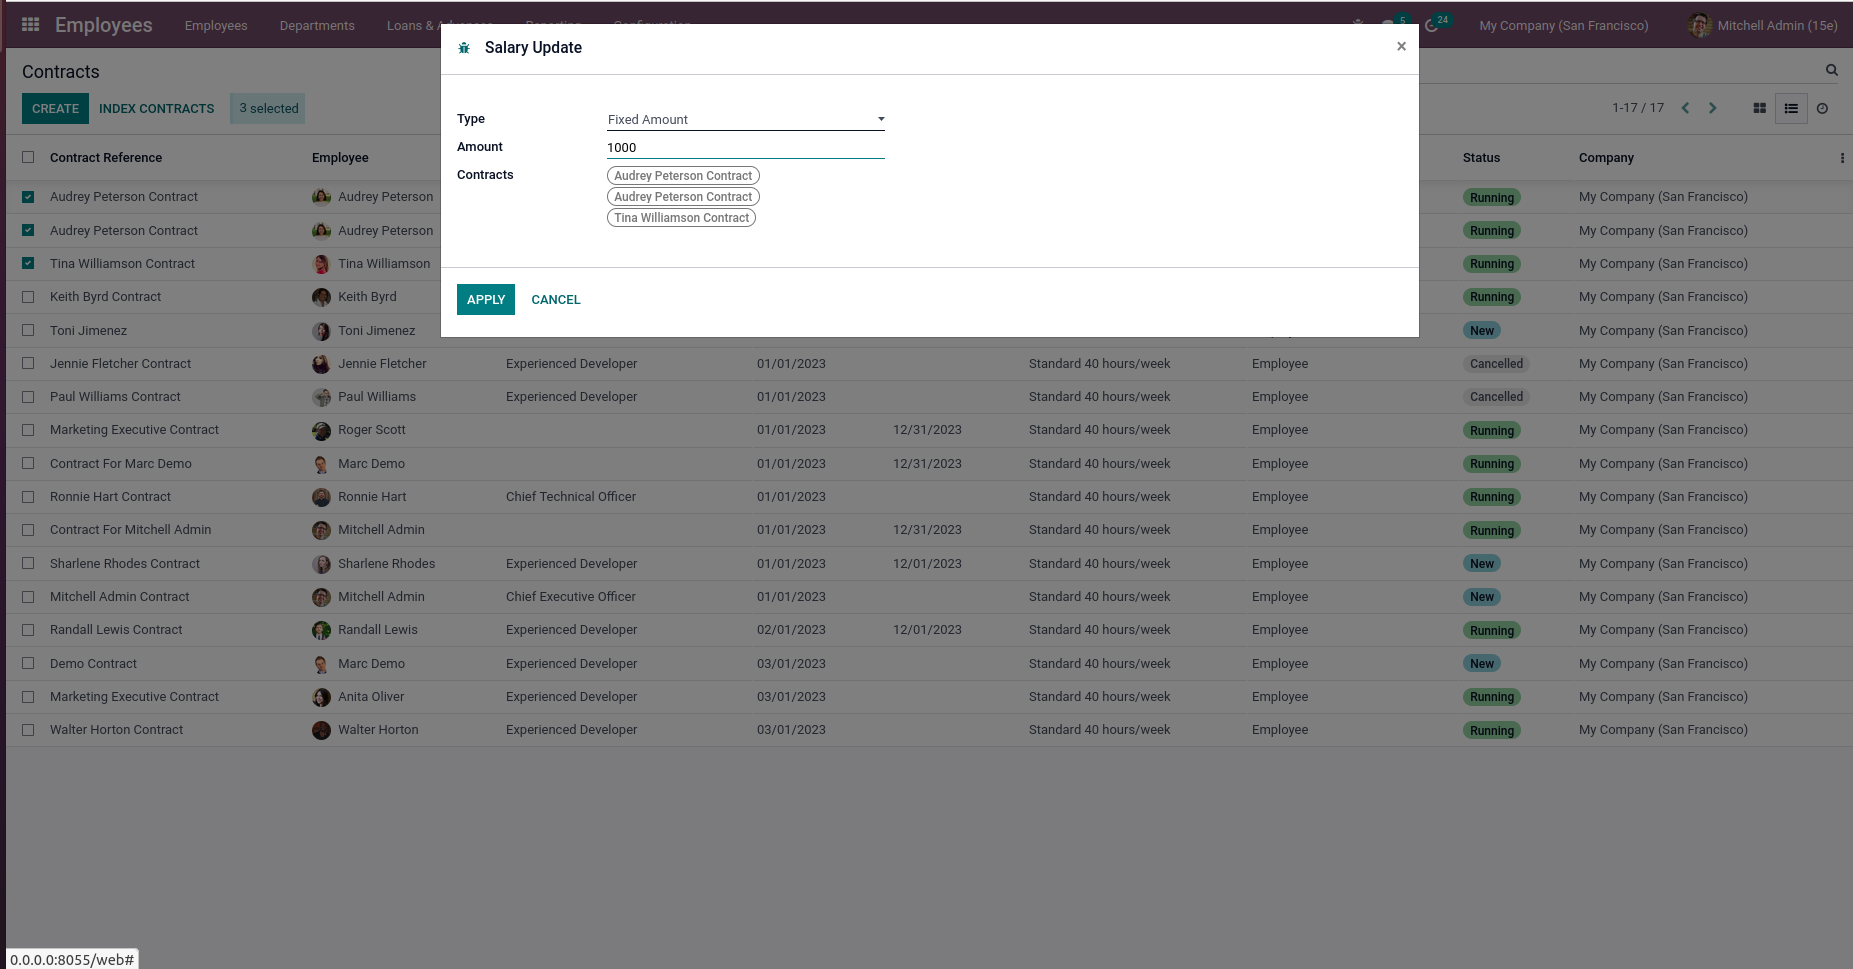 Employees Employees Departments Loans & Advances Reporting Configuration 5 24 My Company (San Francisco) Mitchell Admin (15e)
Salary Update ×
Contracts
CREATE INDEX CONTRACTS 3 selected 1-17 / 17
Type Fixed Amount
Amount 1000
Contracts Audrey Peterson Contract
Audrey Peterson Contract
Tina Williamson Contract
APPLY CANCEL
Contract Reference Employee Status Company
Audrey Peterson Contract Audrey Peterson Running My Company (San Francisco)
Audrey Peterson Contract Audrey Peterson Running My Company (San Francisco)
Tina Williamson Contract Tina Williamson Running My Company (San Francisco)
Keith Byrd Contract Keith Byrd Running My Company (San Francisco)
Toni Jimenez Toni Jimenez New My Company (San Francisco)
Jennie Fletcher Contract Jennie Fletcher Experienced Developer 01/01/2023 Standard 40 hours/week Employee Cancelled My Company (San Francisco)
Paul Williams Contract Paul Williams Experienced Developer 01/01/2023 Standard 40 hours/week Employee Cancelled My Company (San Francisco)
Marketing Executive Contract Roger Scott 01/01/2023 12/31/2023 Standard 40 hours/week Employee Running My Company (San Francisco)
Contract For Marc Demo Marc Demo 01/01/2023 12/31/2023 Standard 40 hours/week Employee Running My Company (San Francisco)
Ronnie Hart Contract Ronnie Hart Chief Technical Officer 01/01/2023 Standard 40 hours/week Employee Running My Company (San Francisco)
Contract For Mitchell Admin Mitchell Admin 01/01/2023 12/31/2023 Standard 40 hours/week Employee Running My Company (San Francisco)
Sharlene Rhodes Contract Sharlene Rhodes Experienced Developer 01/01/2023 12/01/2023 Standard 40 hours/week Employee New My Company (San Francisco)
Mitchell Admin Contract Mitchell Admin Chief Executive Officer 01/01/2023 Standard 40 hours/week Employee New My Company (San Francisco)
Randall Lewis Contract Randall Lewis Experienced Developer 02/01/2023 12/01/2023 Standard 40 hours/week Employee Running My Company (San Francisco)
Demo Contract Marc Demo Experienced Developer 03/01/2023 Standard 40 hours/week Employee New My Company (San Francisco)
Marketing Executive Contract Anita Oliver Experienced Developer 03/01/2023 Standard 40 hours/week Employee Running My Company (San Francisco)
Walter Horton Contract Walter Horton Experienced Developer 03/01/2023 Standard 40 hours/week Employee Running My Company (San Francisco)
0.0.0.0:8055/web#